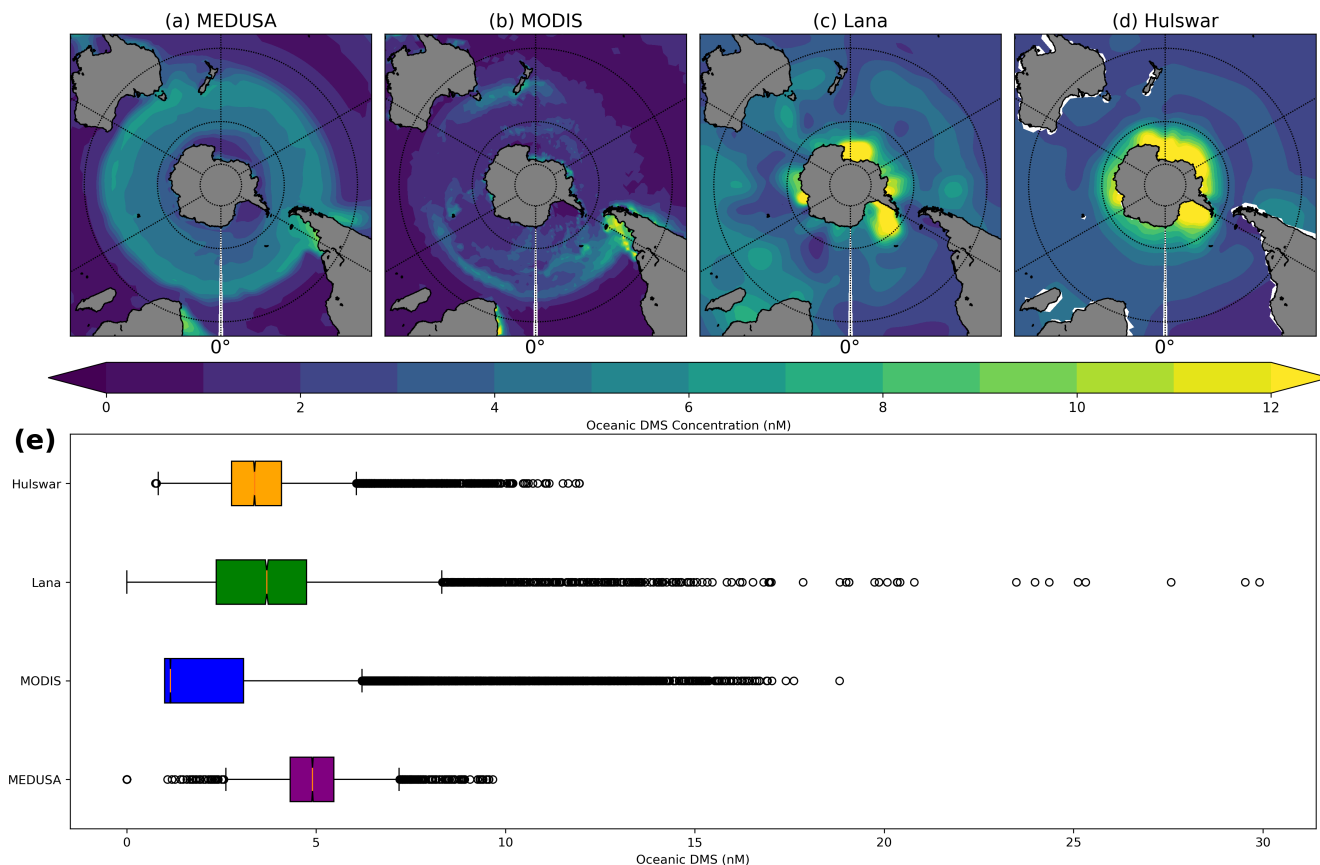 (a) MEDUSA
(b) MODIS
(c) Lana
(d) Hulswar
0°
0°
0°
0°
0 2 4 6 8 10 12
Oceanic DMS Concentration (nM)
(e)
Hulswar
Lana
MODIS
MEDUSA
0 5 10 15 20 25 30
Oceanic DMS (nM)